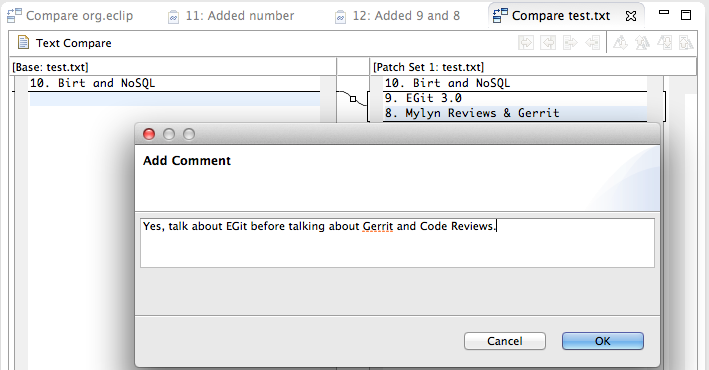 Compare org.eclip
11: Added number
12: Added 9 and 8
Compare test.txt
Text Compare
[Base: test.txt]
[Patch Set 1: test.txt]
10. Birt and NoSQL
10. Birt and NoSQL
9. EGit 3.0
8. Mylyn Reviews & Gerrit
Add Comment
Yes, talk about EGit before talking about Gerrit and Code Reviews.
Cancel
OK